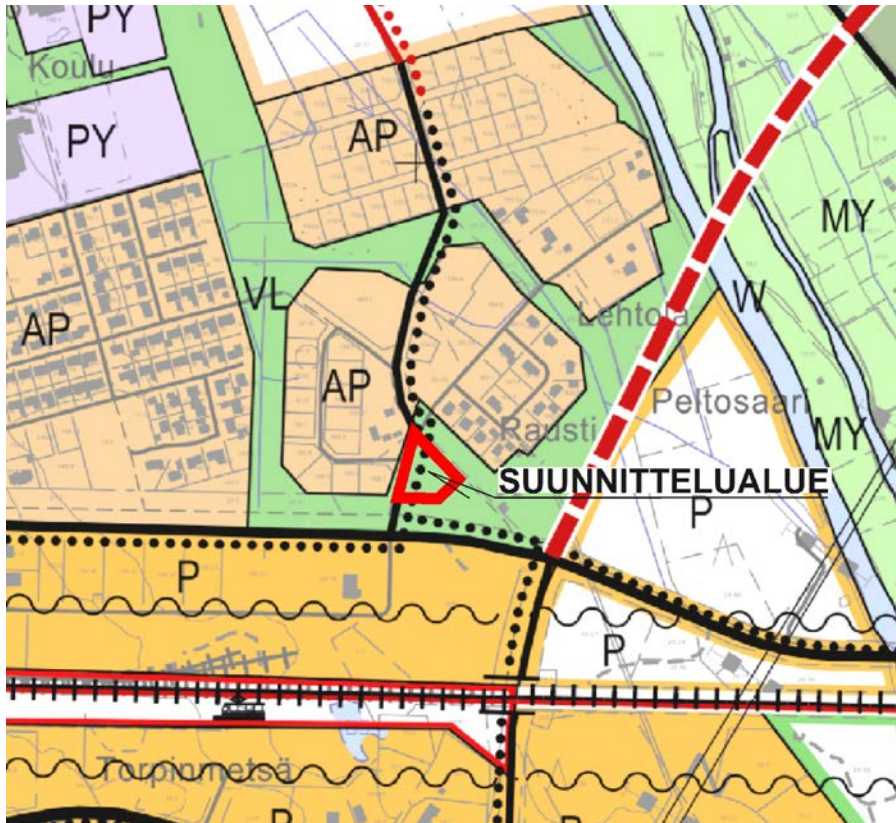 PY
Koulu
PY
AP
MY
VL
W
Lehtola
AP
AP
Peltosaari
Rausti
MY
SUUNNITTELUALUE
P
P
P
Torpinmetsä
P
P